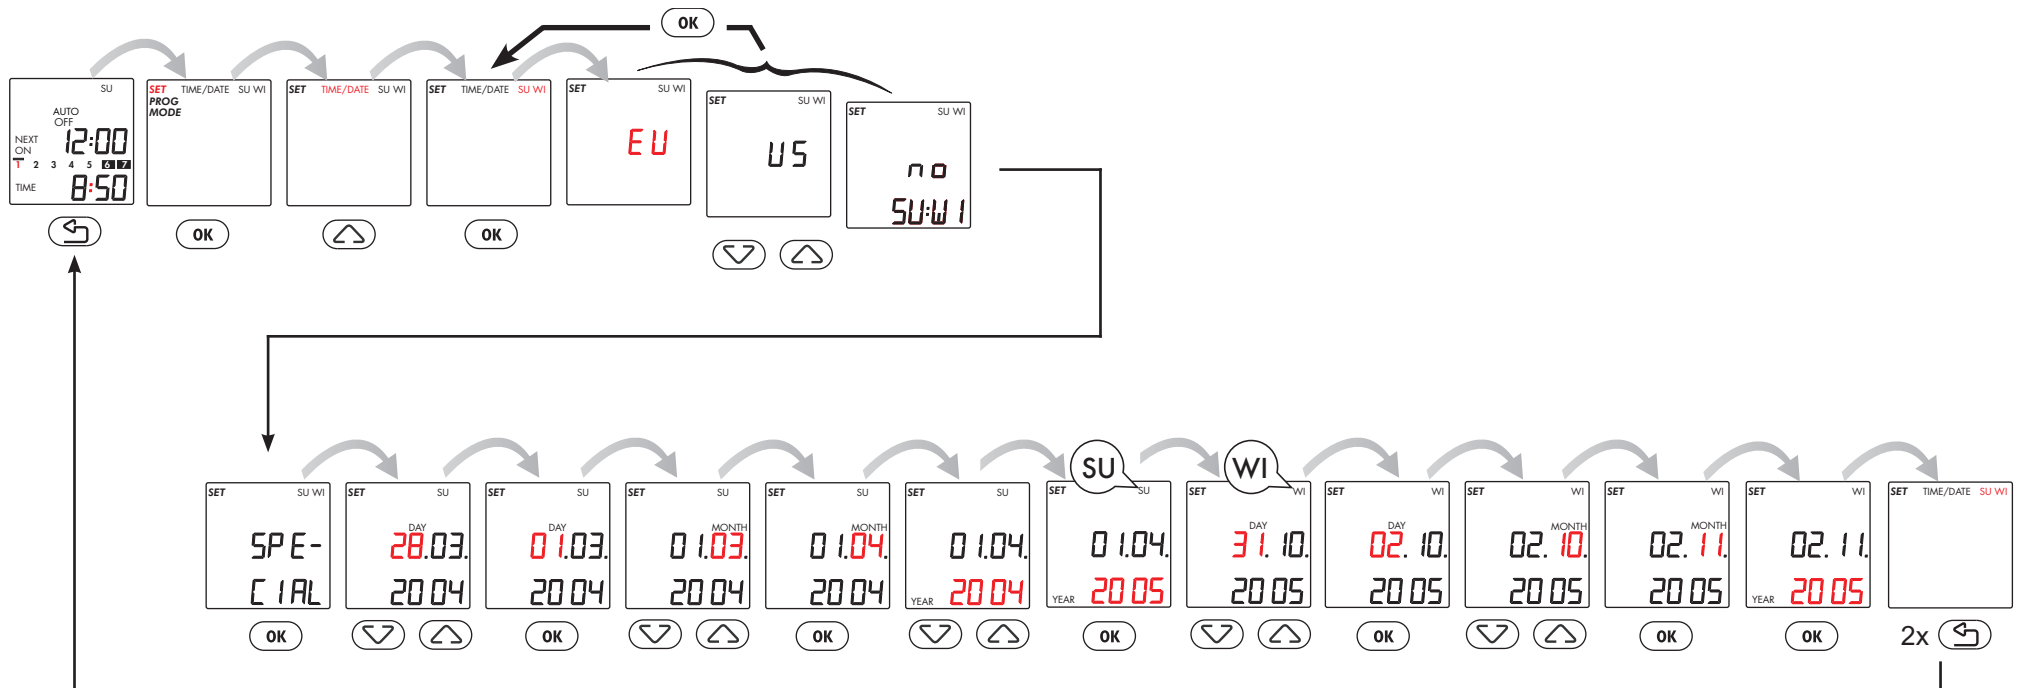 OK
SU
AUTO
OFF
NEXT
ON
12:00
1 2 3 4 5 6 7
TIME
8:50
SET TIME/DATE SU WI
PROG
MODE
OK
SET TIME/DATE SU WI
SET TIME/DATE SU WI
OK
SET SU WI
EU
SET SU WI
US
SET SU WI
no
SU:WI
SET SU WI
SPE-
CIAL
OK
SET SU
DAY
28.03.
2004
SET SU
DAY
01.03.
2004
OK
SET SU
MONTH
01.03.
2004
SET SU
MONTH
01.04.
2004
OK
SET SU
01.04.
YEAR 2004
SU
SET SU
01.04.
YEAR 2005
OK
WI
SET WI
DAY
31.10.
2005
SET WI
DAY
02.10.
2005
OK
SET WI
MONTH
02.10.
2005
SET WI
MONTH
02.11.
2005
OK
SET WI
02.11.
YEAR 2005
OK
SET TIME/DATE SU WI
2x